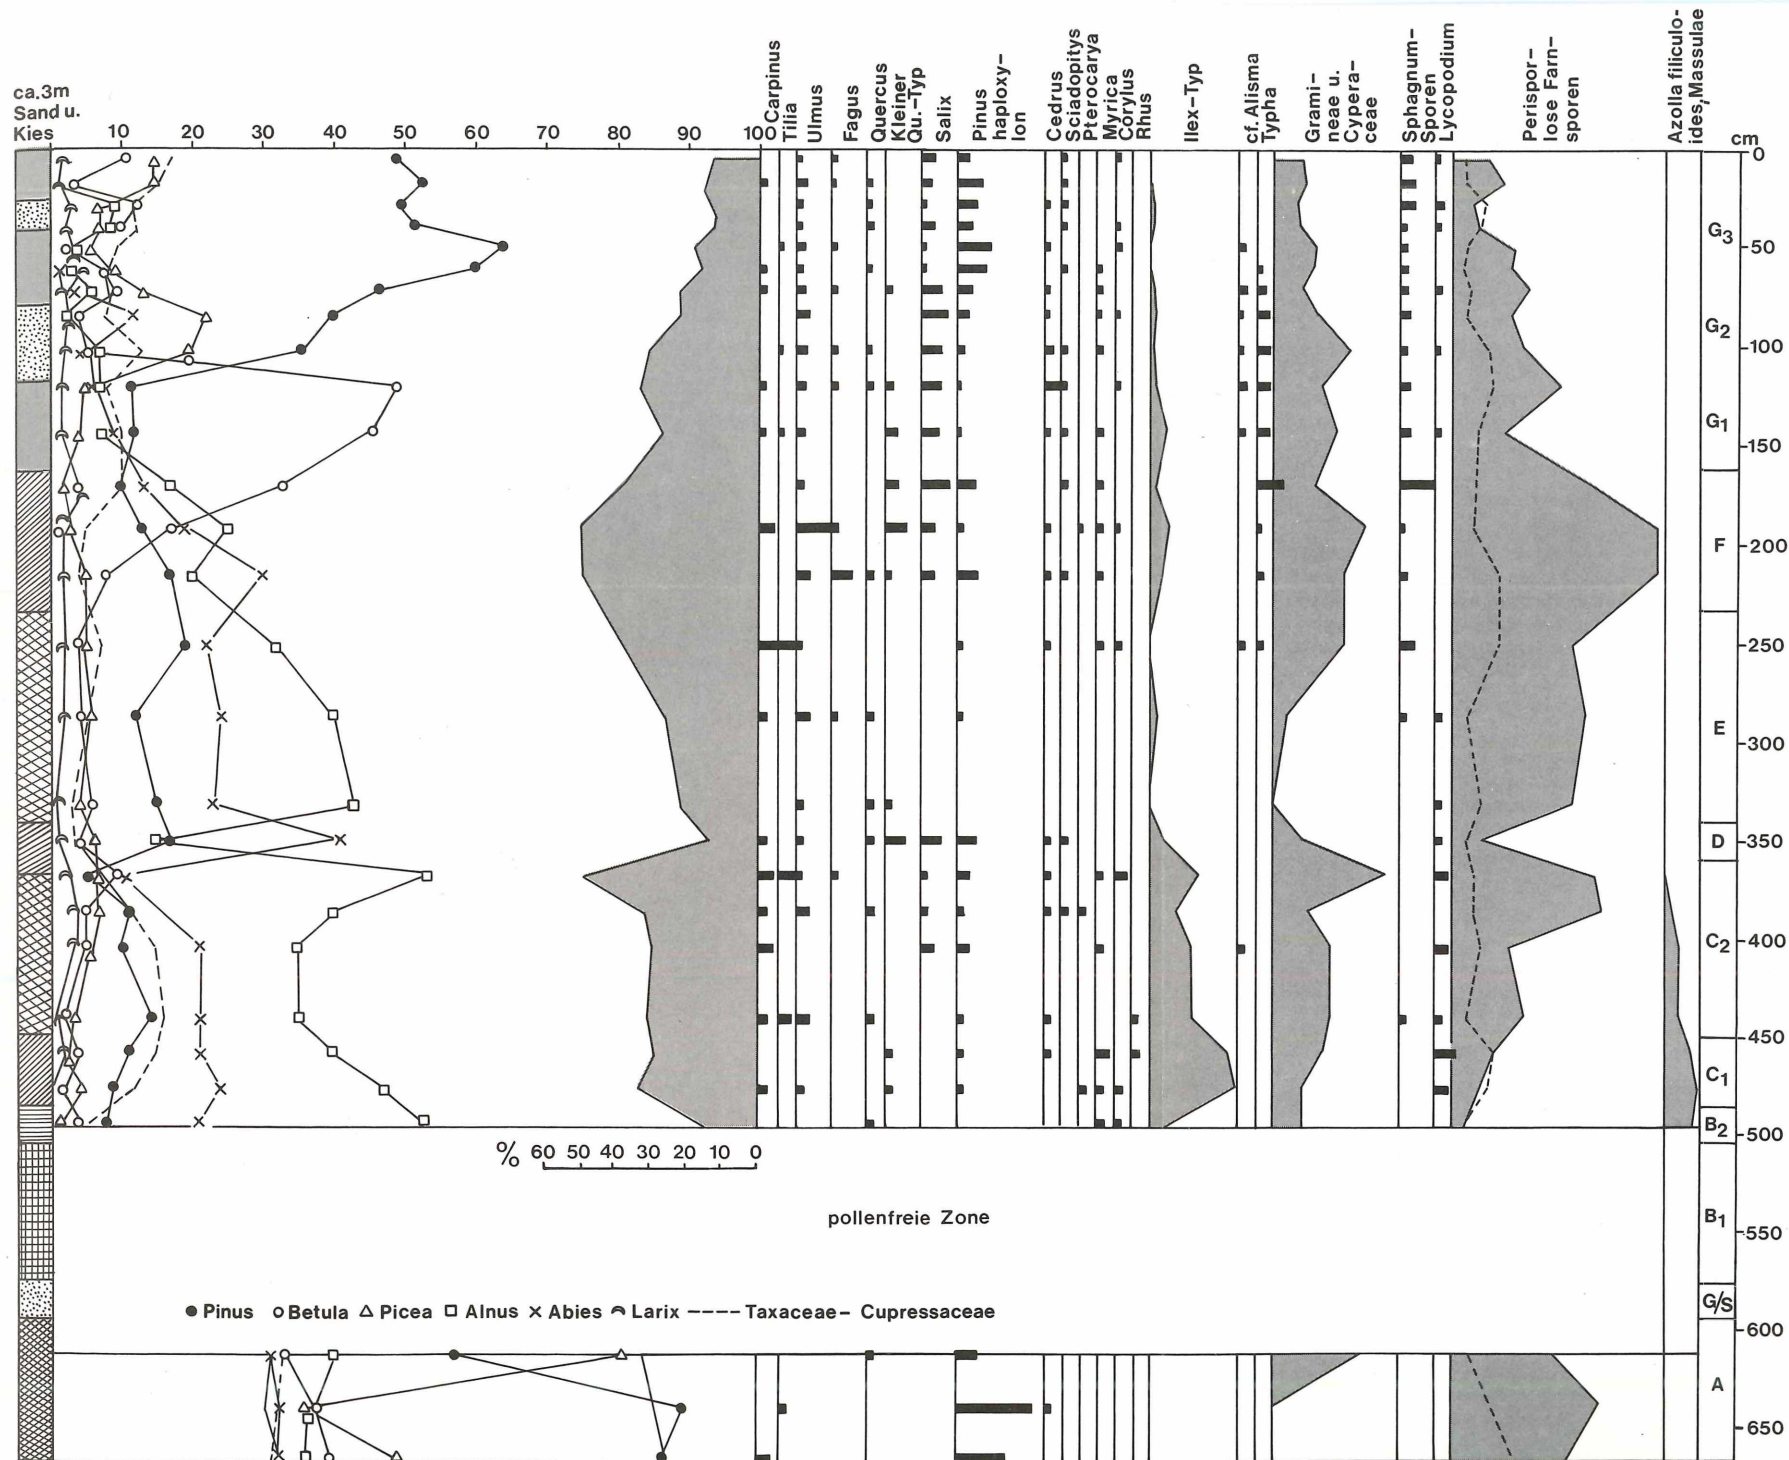 ca.3m
Sand u.
Kies
10 20 30 40 50 60 70 80 90 100
Carpinus
Tilia
Ulmus
Fagus
Quercus
Kleiner
Qu.-Typ
Salix
Pinus
haploxy-
lon
Cedrus
Sciadopitys
Pterocarya
Myrica
Corylus
Rhus
Ilex-Typ
cf. Alisma
Typha
Grami-
neae u.
Cypera-
ceae
Sphagnum-
Sporen
Lycopodium
Perispor-
lose Farn-
sporen
Azolla filiculo-
ides, Massulae
cm
0
G3
50
G2
100
G1
150
F
200
250
E
300
D
350
C2
400
450
C1
B2
500
% 60 50 40 30 20 10 0
pollenfreie Zone
B1
550
Pinus Betula Picea Alnus Abies Larix Taxaceae- Cupressaceae
G/S
600
A
650